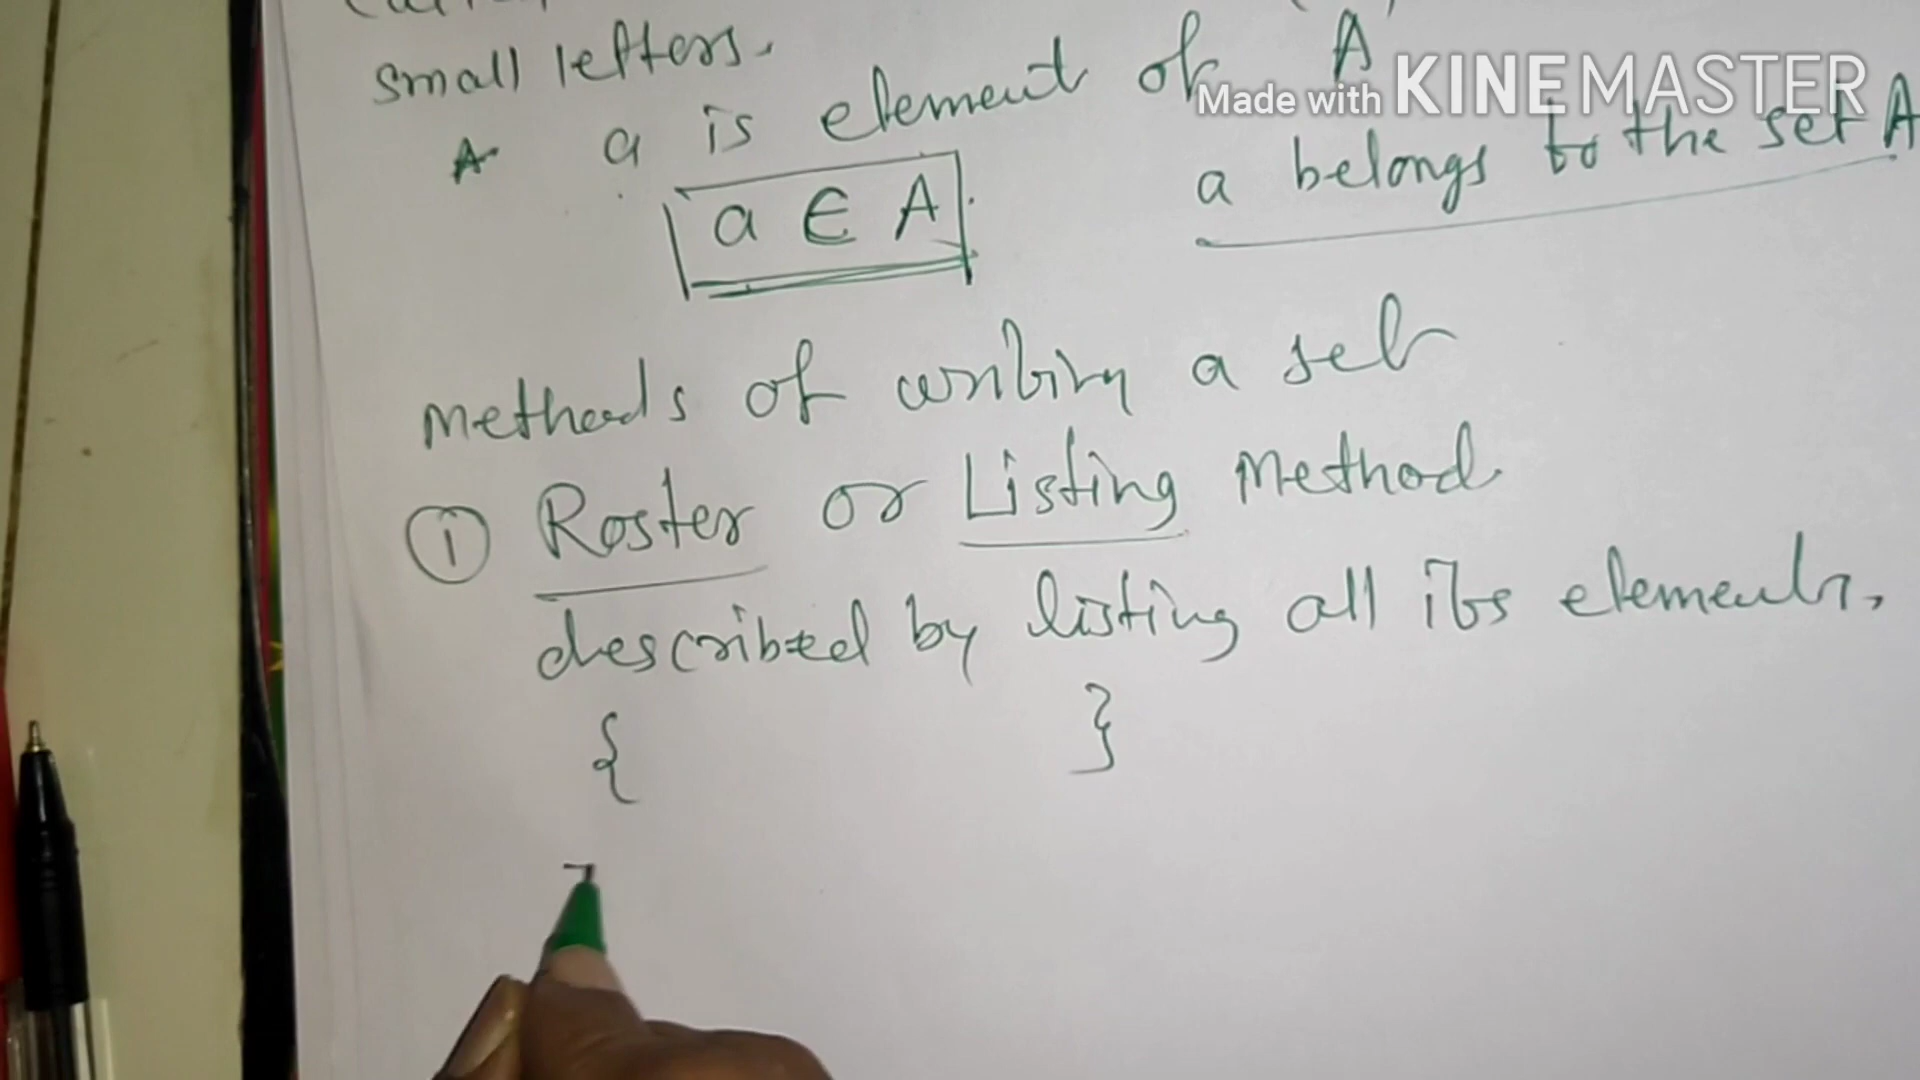 small letters.
A a is element of A
Made with KINEMASTER
a ∈ A
a belongs to the set A
Methods of writing a set
① Roster or Listing Method
described by listing all its elements.
{ }